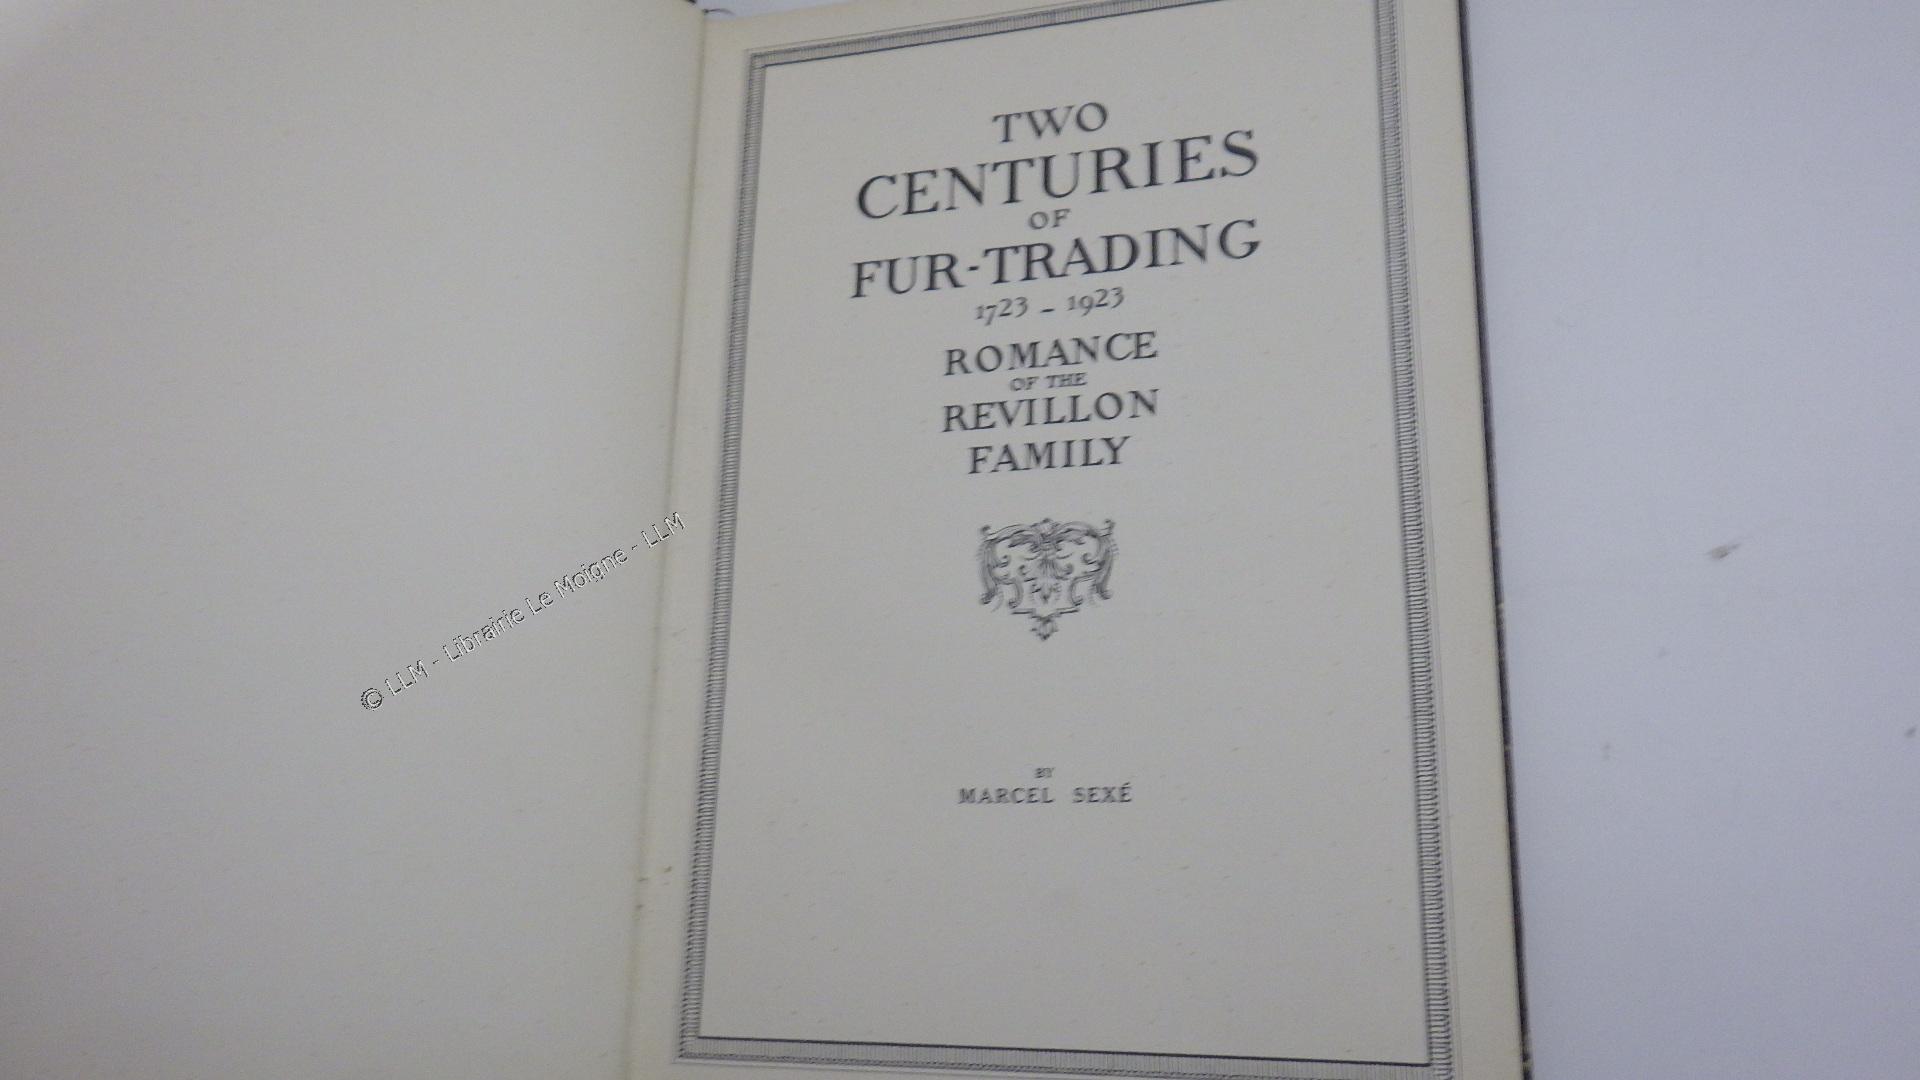 TWO
CENTURIES
OF
FUR-TRADING
1723 - 1923
ROMANCE
OF THE
REVILLON
FAMILY
BY
MARCEL SEXÉ
© LLM - Librairie Le Moigne - LLM